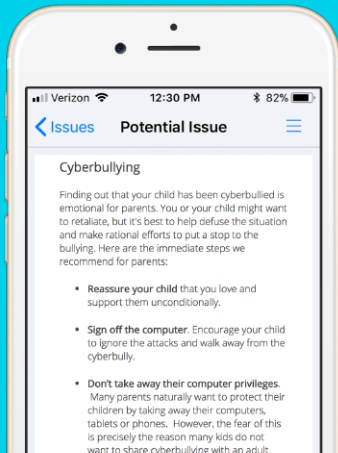 Verizon 12:30 PM 82%
Issues Potential Issue
Cyberbullying
Finding out that your child has been cyberbullied is
emotional for parents. You or your child might want
to retaliate, but it's best to help defuse the situation
and make rational efforts to put a stop to the
bullying. Here are the immediate steps we
recommend for parents:
• Reassure your child that you love and
support them unconditionally.
• Sign off the computer. Encourage your child
to ignore the attacks and walk away from the
cyberbully.
• Don't take away their computer privileges.
Many parents naturally want to protect their
children by taking away their computers,
tablets or phones. However, the fear of this
is precisely the reason many kids do not
want to share cyberbullying with an adult.